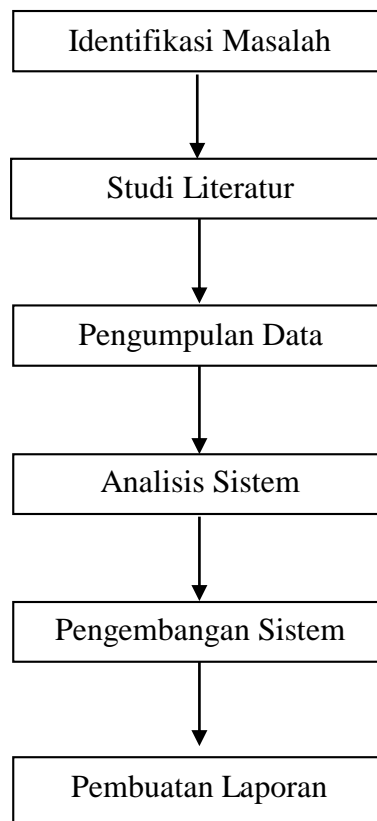 Identifikasi Masalah
Studi Literatur
Pengumpulan Data
Analisis Sistem
Pengembangan Sistem
Pembuatan Laporan